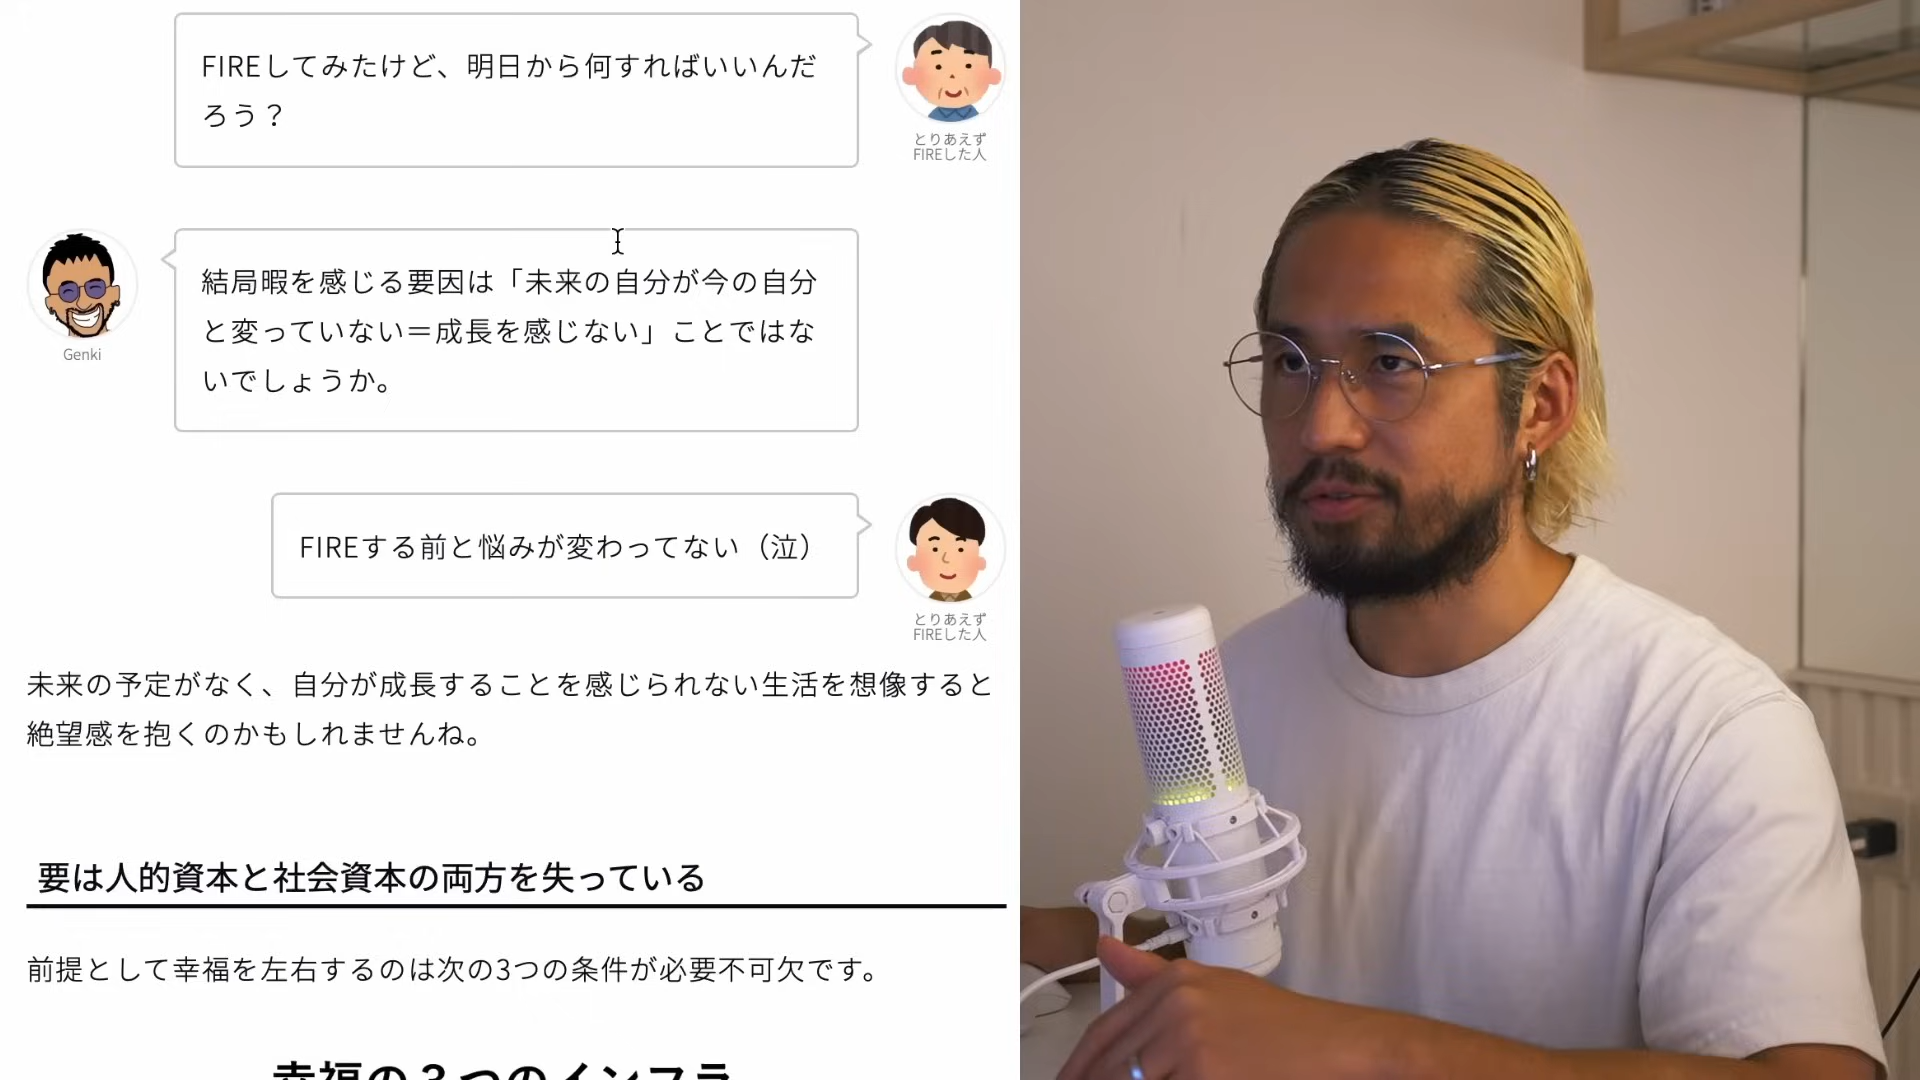 FIREしてみたけど、明日から何すればいいんだ
ろう？
とりあえず
FIREした人
結局暇を感じる要因は「未来の自分が今の自分
と変っていない＝成長を感じない」ことではな
いでしょうか。
Genki
FIREする前と悩みが変わってない（泣）
とりあえず
FIREした人
未来の予定がなく、自分が成長することを感じられない生活を想像すると
絶望感を抱くのかもしれませんね。
要は人的資本と社会資本の両方を失っている
前提として幸福を左右するのは次の3つの条件が必要不可欠です。
幸福の３つのインフラ